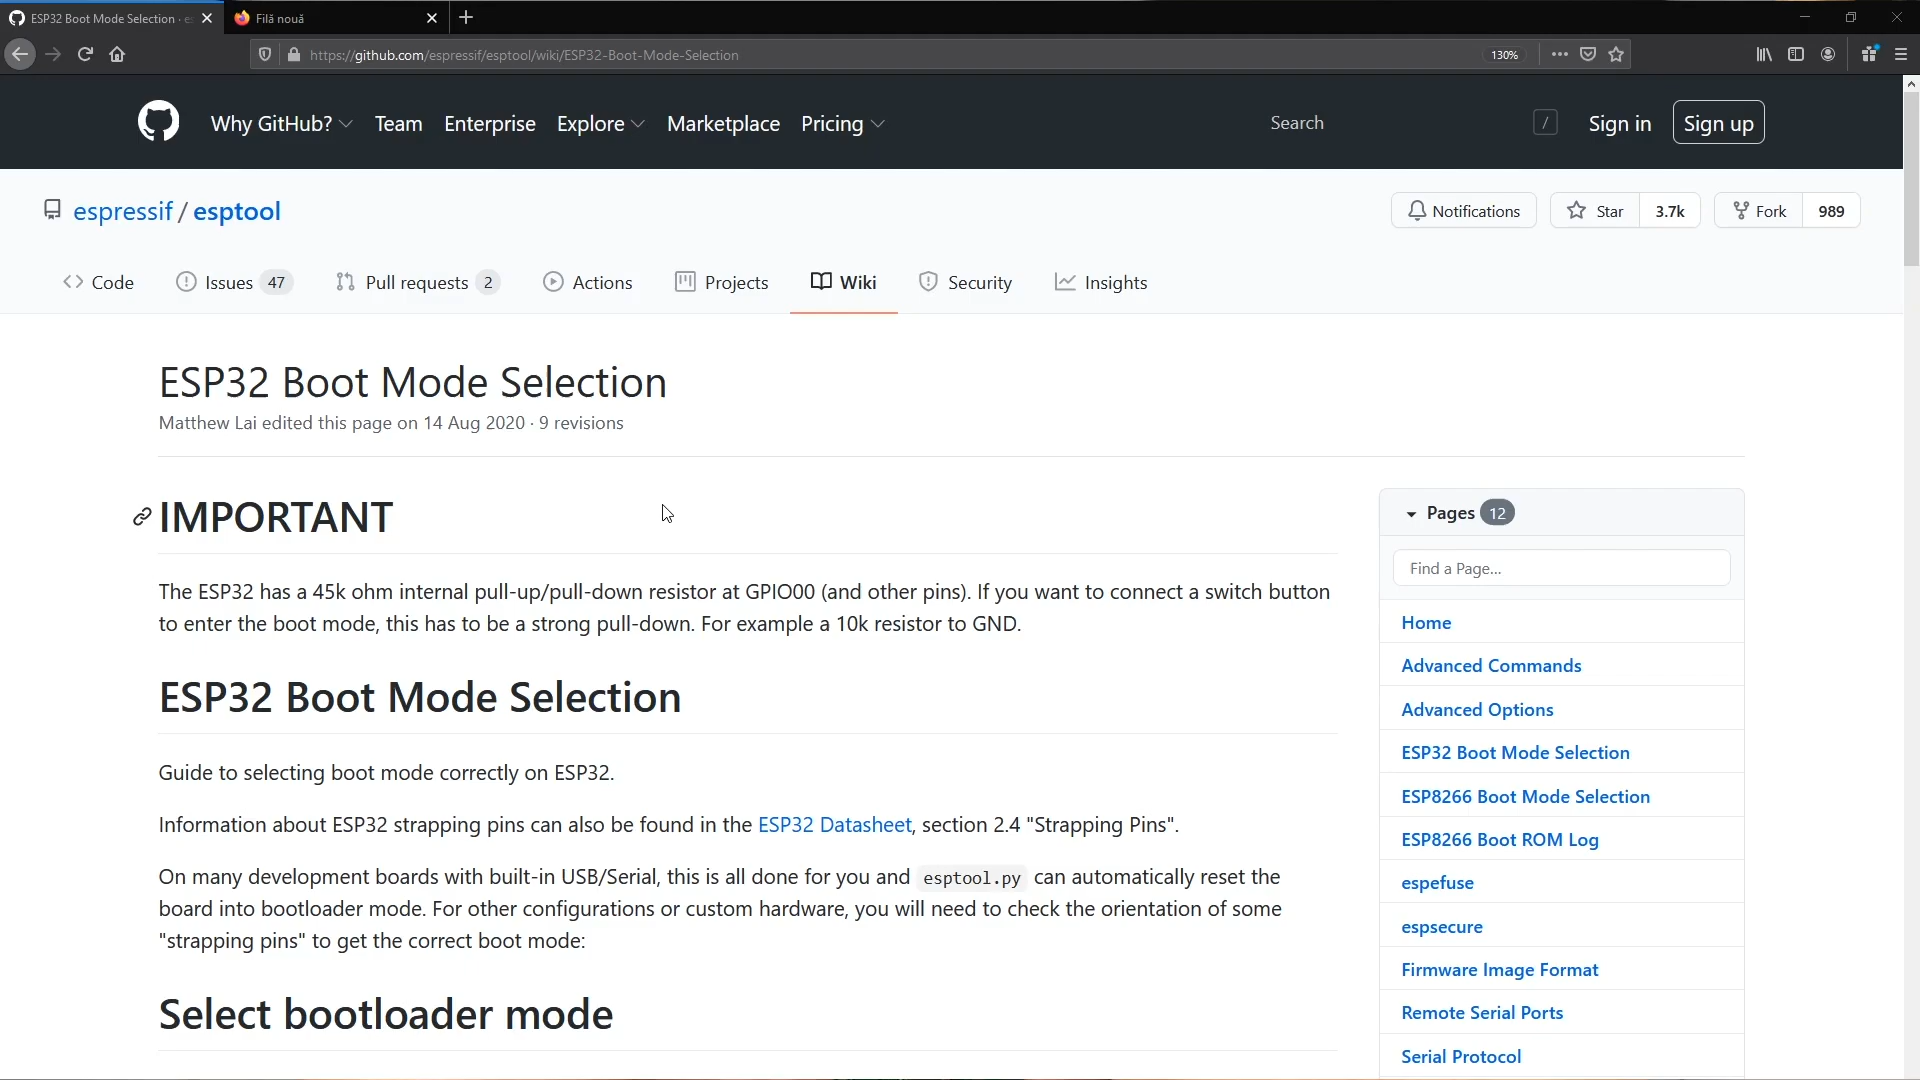 ESP32 Boot Mode Selection · es
Filă nouă
https://github.com/espressif/esptool/wiki/ESP32-Boot-Mode-Selection
130%
Why GitHub?
Team
Enterprise
Explore
Marketplace
Pricing
Search
/
Sign in
Sign up
espressif / esptool
Notifications
Star
3.7k
Fork
989
Code
Issues 47
Pull requests 2
Actions
Projects
Wiki
Security
Insights
ESP32 Boot Mode Selection
Matthew Lai edited this page on 14 Aug 2020 · 9 revisions
IMPORTANT
The ESP32 has a 45k ohm internal pull-up/pull-down resistor at GPIO00 (and other pins). If you want to connect a switch button
to enter the boot mode, this has to be a strong pull-down. For example a 10k resistor to GND.
ESP32 Boot Mode Selection
Guide to selecting boot mode correctly on ESP32.
Information about ESP32 strapping pins can also be found in the ESP32 Datasheet, section 2.4 "Strapping Pins".
On many development boards with built-in USB/Serial, this is all done for you and esptool.py can automatically reset the
board into bootloader mode. For other configurations or custom hardware, you will need to check the orientation of some
"strapping pins" to get the correct boot mode:
Select bootloader mode
Pages 12
Find a Page...
Home
Advanced Commands
Advanced Options
ESP32 Boot Mode Selection
ESP8266 Boot Mode Selection
ESP8266 Boot ROM Log
espefuse
espsecure
Firmware Image Format
Remote Serial Ports
Serial Protocol